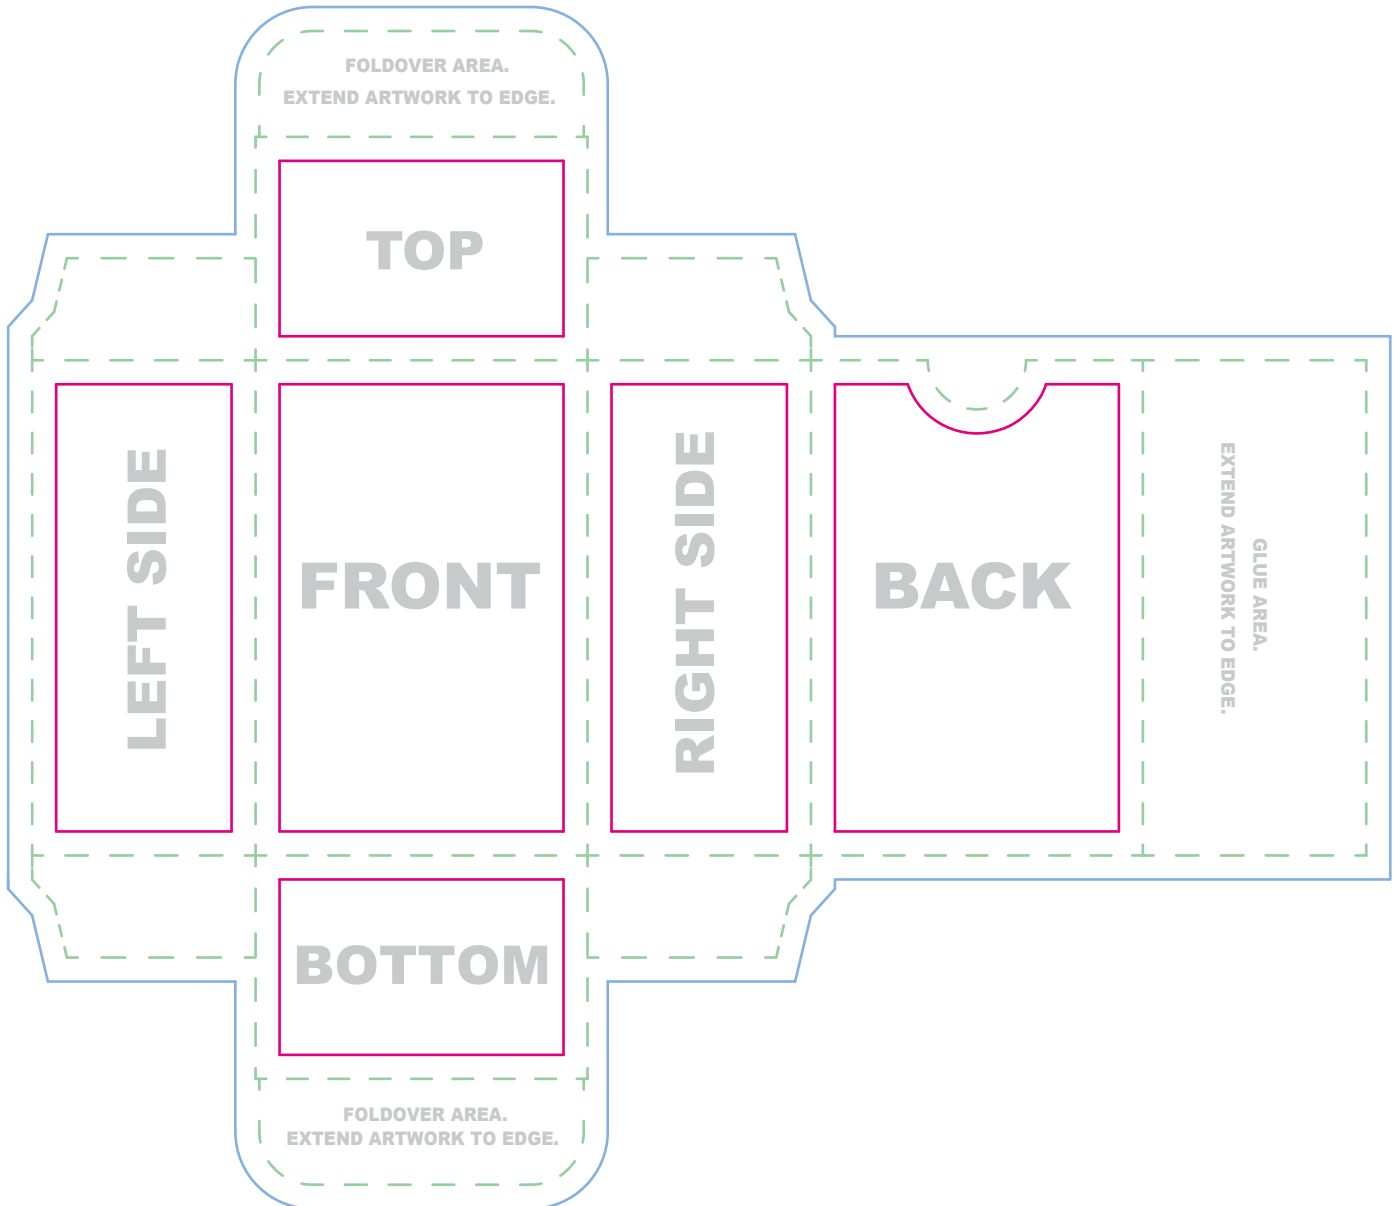 FOLDOVER AREA.
EXTEND ARTWORK TO EDGE.
TOP
LEFT SIDE
FRONT
RIGHT SIDE
BACK
GLUE AREA.
EXTEND ARTWORK TO EDGE.
BOTTOM
FOLDOVER AREA.
EXTEND ARTWORK TO EDGE.